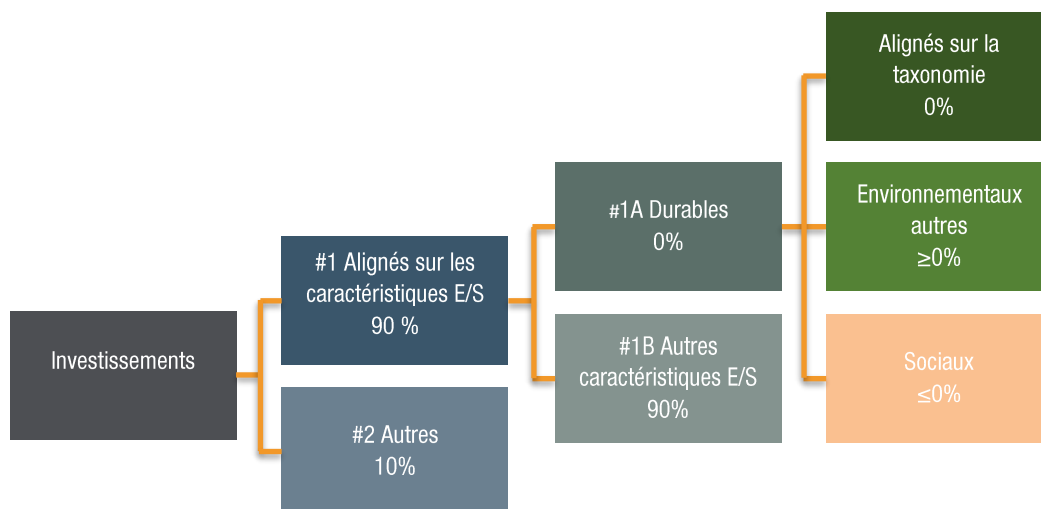 Investissements
#1 Alignés sur les
caractéristiques E/S
90 %
#2 Autres
10%
#1A Durables
0%
#1B Autres
caractéristiques E/S
90%
Alignés sur la
taxonomie
0%
Environnementaux
autres
≥0%
Sociaux
≤0%